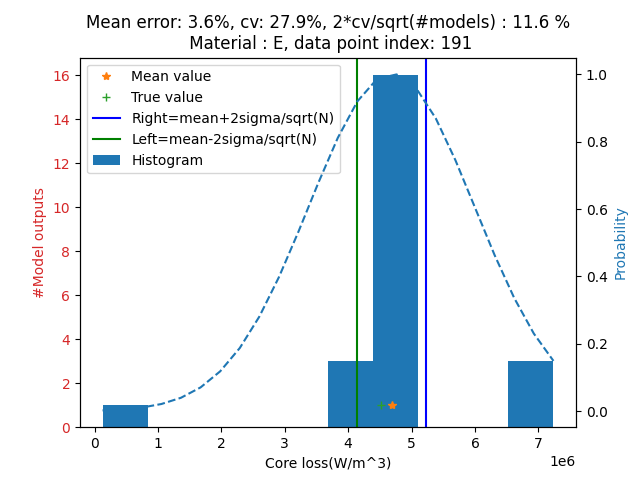 Mean error: 3.6%, cv: 27.9%, 2*cv/sqrt(#models) : 11.6 %
Material : E, data point index: 191
Mean value
True value
Right=mean+2sigma/sqrt(N)
Left=mean-2sigma/sqrt(N)
Histogram
#Model outputs
16
14
12
10
8
6
4
2
0
1.0
0.8
0.6
0.4
0.2
0.0
Probability
0 1 2 3 4 5 6 7
1e6
Core loss(W/m^3)